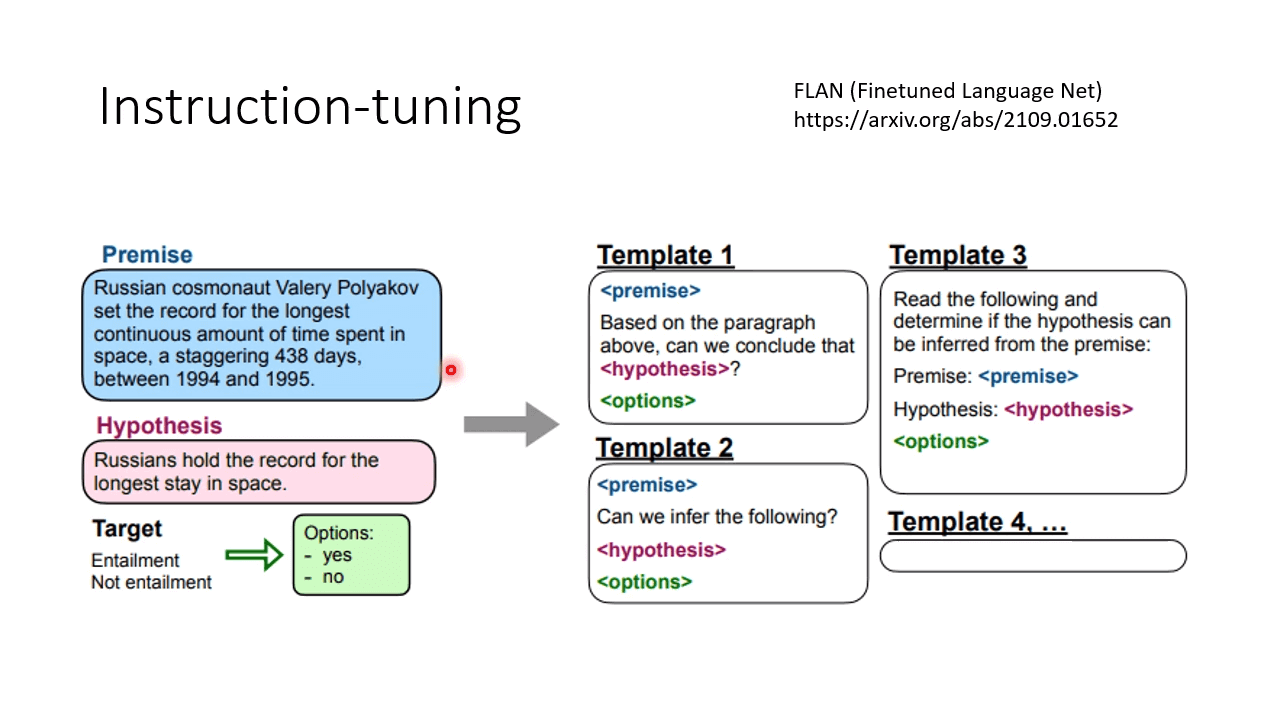 Instruction-tuning
FLAN (Finetuned Language Net)
https://arxiv.org/abs/2109.01652
Premise
Russian cosmonaut Valery Polyakov
set the record for the longest
continuous amount of time spent in
space, a staggering 438 days,
between 1994 and 1995.
Hypothesis
Russians hold the record for the
longest stay in space.
Target
Entailment
Not entailment
Options:
- yes
- no
Template 1
<premise>
Based on the paragraph
above, can we conclude that
<hypothesis>?
<options>
Template 2
<premise>
Can we infer the following?
<hypothesis>
<options>
Template 3
Read the following and
determine if the hypothesis can
be inferred from the premise:
Premise: <premise>
Hypothesis: <hypothesis>
<options>
Template 4, …